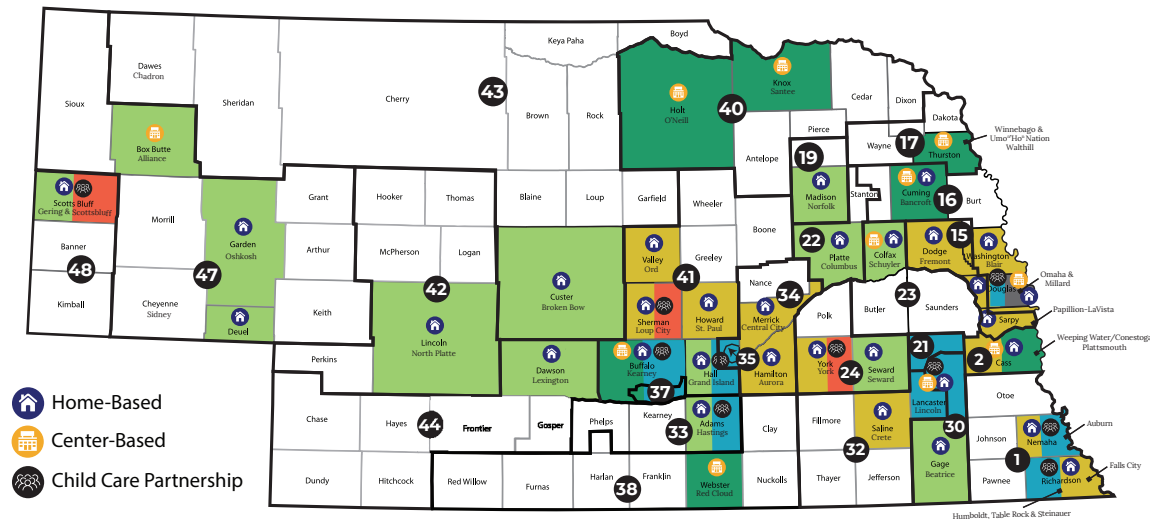 Boyd
Keya Paha
Dawes
Chadron
Sioux
Sheridan
Cherry
43
Brown
Rock
Holt
O'Neill
40
Knox
Santee
Cedar
Dixon
Dakota
Pierce
Wayne
17
Thurston
Winnebago &
Walthill
Antelope
19
Madison
Norfolk
Stanton
Cuming
Bancroft
16
Burt
Box Butte
Alliance
Scotts Bluff
Gering & Scottsbluff
Banner
48
Kimball
Morrill
Garden
Oshkosh
47
Cheyenne
Sidney
Deuel
Grant
Hooker
Thomas
Blaine
Loup
Garfield
Wheeler
Arthur
McPherson
Logan
42
Keith
Lincoln
North Platte
Perkins
Custer
Broken Bow
Valley
Ord
41
Greeley
Sherman
Loup City
Howard
St. Paul
Boone
Nance
34
Merrick
Central City
22
Platte
Columbus
Colfax
Schuyler
Dodge
Fremont
15
Washington
Blair
Omaha &
Millard
Douglas
Sarpy
Papillion-LaVista
23
Polk
Butler
Saunders
Weeping Water/Conestoga
Plattsmouth
2
Cass
21
Dawson
Lexington
Buffalo
Kearney
37
Hall
Grand Island
35
Hamilton
Aurora
York
York
24
Seward
Seward
Lancaster
Lincoln
30
Otoe
Chase
Hayes
44
Frontier
Gosper
Phelps
Kearney
33
Adams
Hastings
Clay
Fillmore
Saline
Crete
32
Gage
Beatrice
Johnson
1
Nemaha
Auburn
Pawnee
Richardson
Falls City
Humboldt, Table Rock & Steinauer
Dundy
Hitchcock
Red Willow
Furnas
Harlan
38
Franklin
Webster
Red Cloud
Nuckolls
Thayer
Jefferson
Home-Based
Center-Based
Child Care Partnership